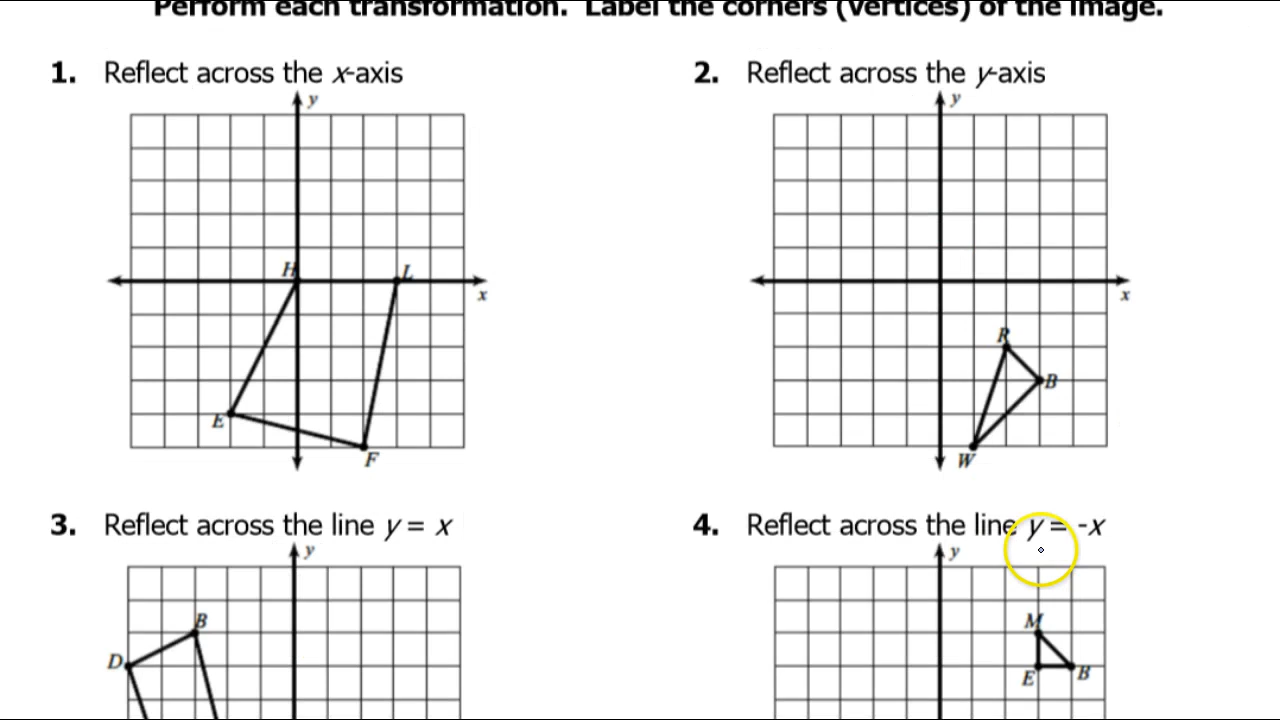 Perform each transformation. Label the corners (vertices) of the image.
1. Reflect across the x-axis
2. Reflect across the y-axis
y
y
H
L
x
x
R
B
E
F
W
3. Reflect across the line y = x
4. Reflect across the line y = -x
y
y
B
M
D
E
B